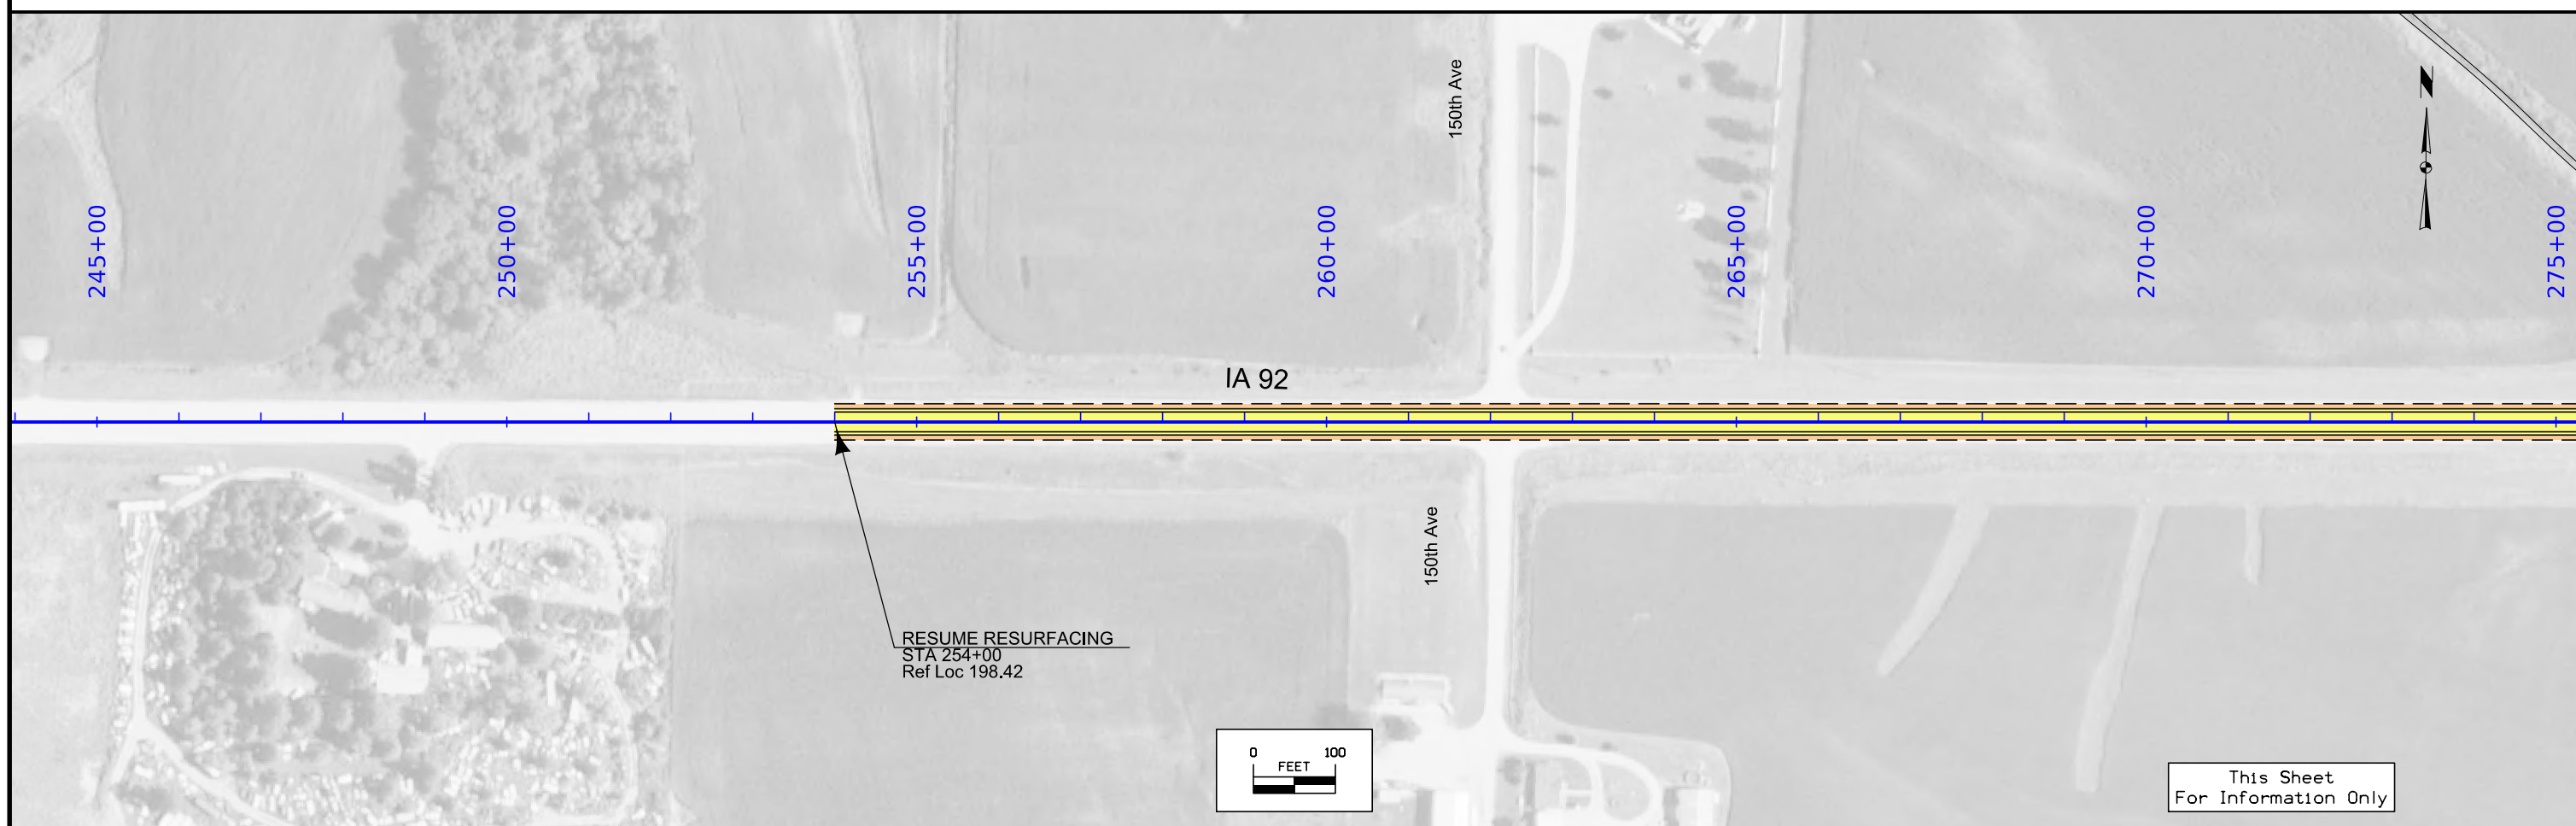 150th Ave
N
245+00
250+00
255+00
260+00
265+00
270+00
275+00
IA 92
150th Ave
RESUME RESURFACING
STA 254+00
Ref Loc 198.42
0 100
FEET
This Sheet
For Information Only